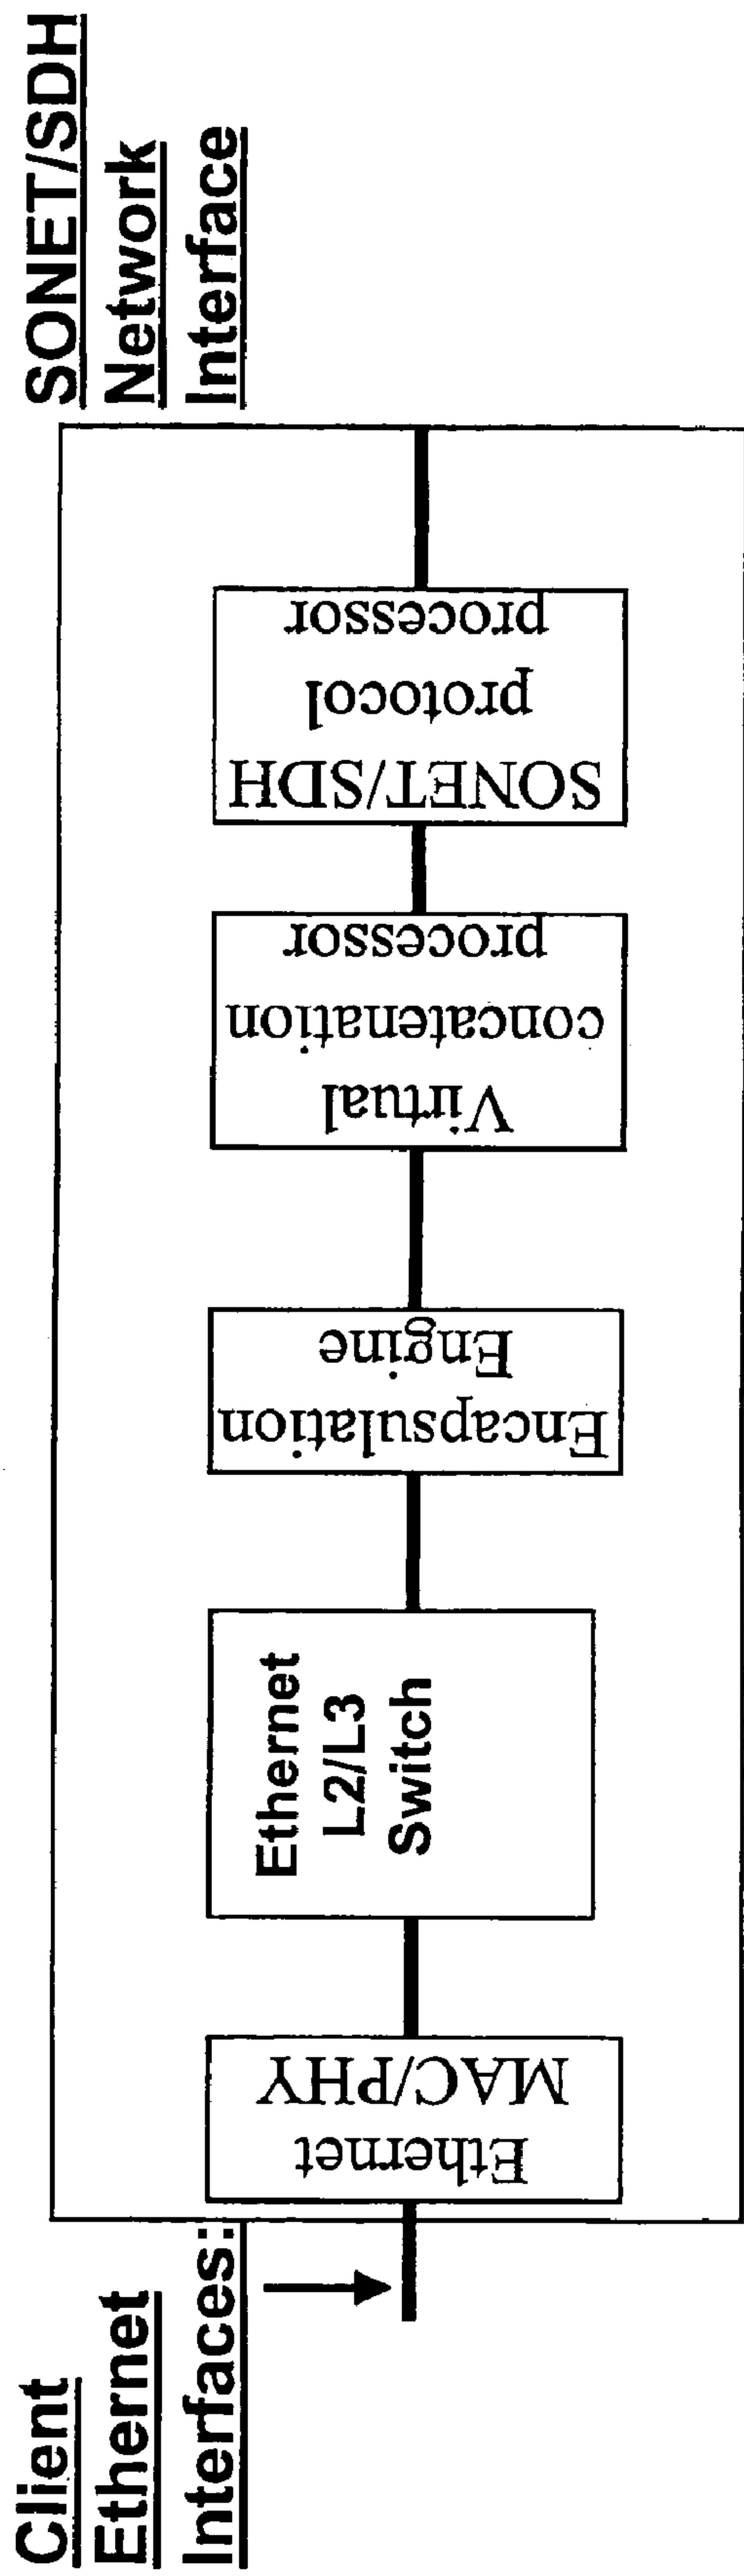 Client
Ethernet
Interfaces:
Ethernet
MAC/PHY
Ethernet
L2/L3
Switch
Encapsulation
Engine
Virtual
concatenation
processor
SONET/SDH
protocol
processor
SONET/SDH
Network
Interface